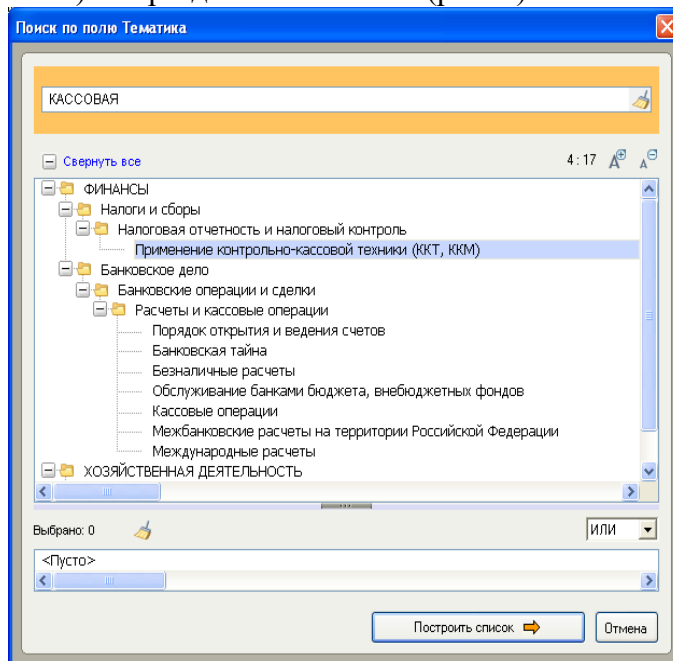 Поиск по полю Тематика
КАССОВАЯ
Свернуть все 4 : 17
ФИНАНСЫ
Налоги и сборы
Налоговая отчетность и налоговый контроль
Применение контрольно-кассовой техники (ККТ, ККМ)
Банковское дело
Банковские операции и сделки
Расчеты и кассовые операции
Порядок открытия и ведения счетов
Банковская тайна
Безналичные расчеты
Обслуживание банками бюджета, внебюджетных фондов
Кассовые операции
Межбанковские расчеты на территории Российской Федерации
Международные расчеты
ХОЗЯЙСТВЕННАЯ ДЕЯТЕЛЬНОСТЬ
Выбрано: 0 ИЛИ
<Пусто>
Построить список Отмена